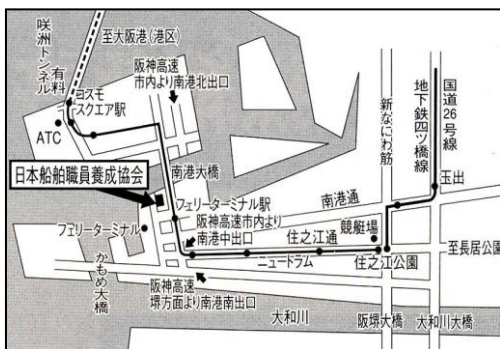 咲洲トンネル
有料
至大阪港(港区)
コスモ
スクエア駅
ATC
阪神高速
市内より南港北出口
日本船舶職員養成協会
南港大橋
フェリーターミナル駅
阪神高速市内より
南港中出口
フェリーターミナル
かもめ大橋
ニュートラム
阪神高速
堺方面より南港南出口
南港通
競艇場
住之江通
住之江公園
至長居公園
新なにわ筋
地下鉄四ツ橋線
国道26号線
玉出
大和川
阪堺大橋
大和川大橋